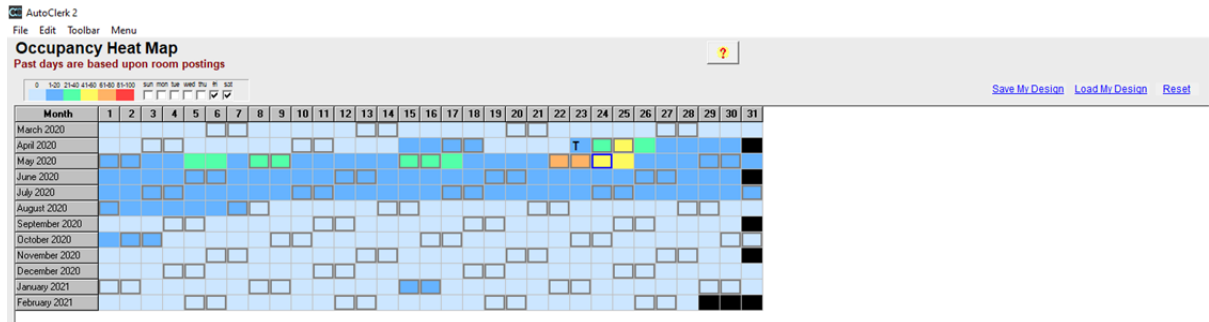 AutoClerk 2
File Edit Toolbar Menu
Occupancy Heat Map
?
Past days are based upon room postings
0 1-20 21-40 41-60 61-80 81-100 sun mon tue wed thu fri sat
Save My Design Load My Design Reset
Month 1 2 3 4 5 6 7 8 9 10 11 12 13 14 15 16 17 18 19 20 21 22 23 24 25 26 27 28 29 30 31
March 2020
April 2020 T
May 2020
June 2020
July 2020
August 2020
September 2020
October 2020
November 2020
December 2020
January 2021
February 2021